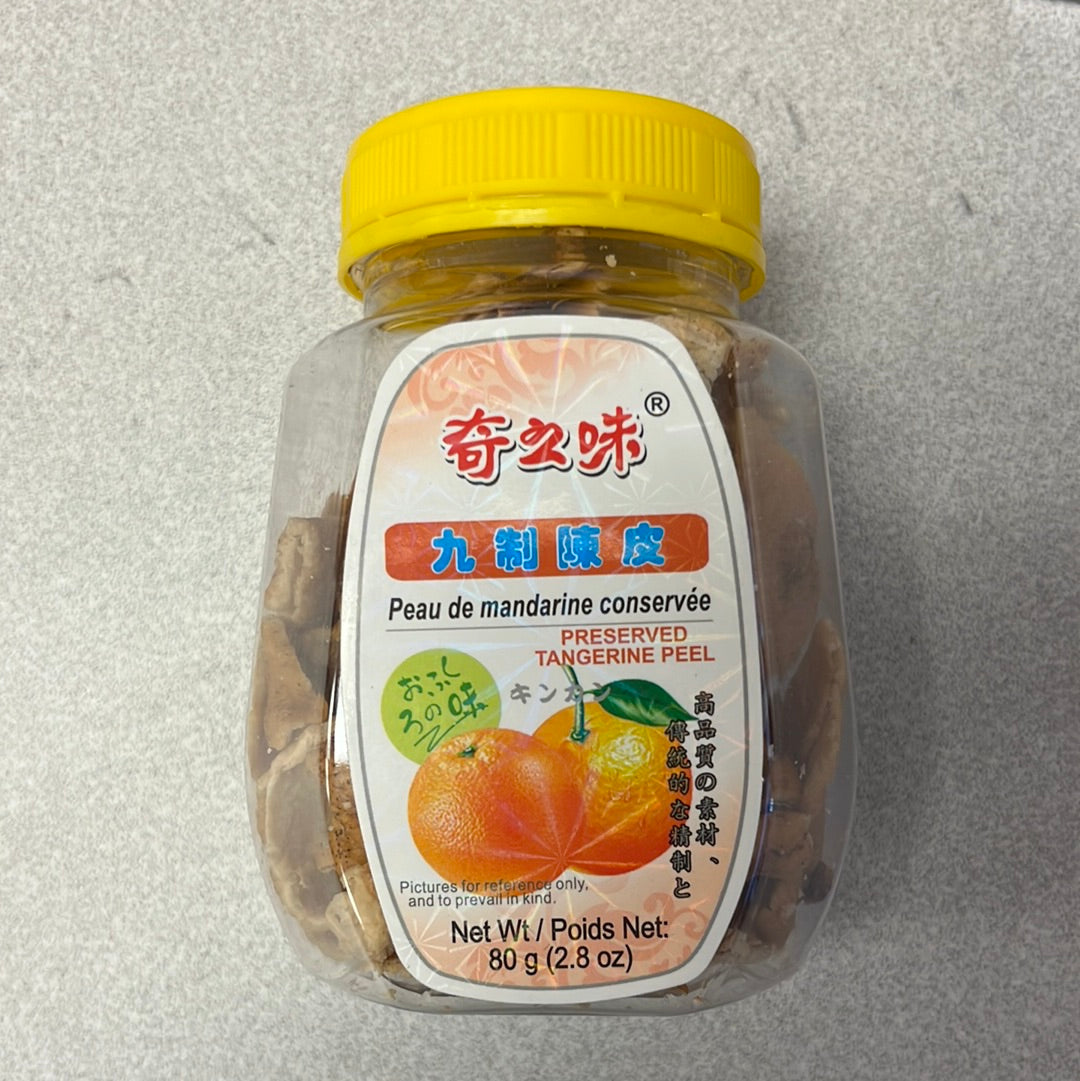 奇之味®
九制陳皮
Peau de mandarine conservée
PRESERVED
TANGERINE PEEL
おふし
ろの味
キンカン
高品質の素材、
傳統的な精制と
Pictures for reference only,
and to prevail in kind.
Net Wt / Poids Net:
80 g (2.8 oz)